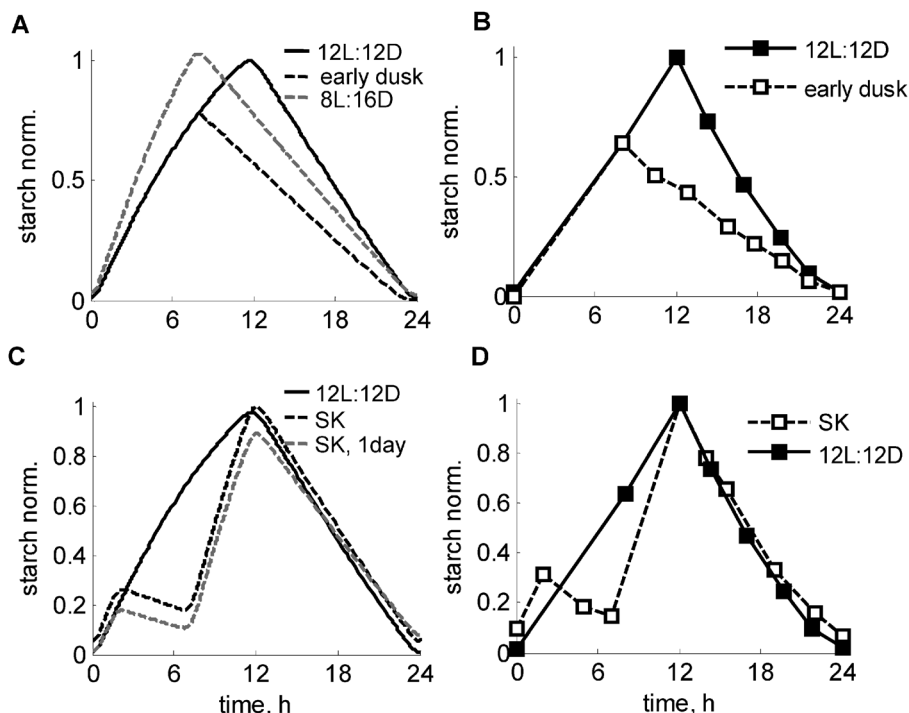 A
12L:12D
early dusk
8L:16D
starch norm.
1
0.5
0
0 6 12 18 24
B
12L:12D
early dusk
starch norm.
1
0.5
0
0 6 12 18 24
C
12L:12D
SK
SK, 1day
starch norm.
1
0.8
0.6
0.4
0.2
0
0 6 12 18 24
time, h
D
SK
12L:12D
starch norm.
1
0.8
0.6
0.4
0.2
0
0 6 12 18 24
time, h